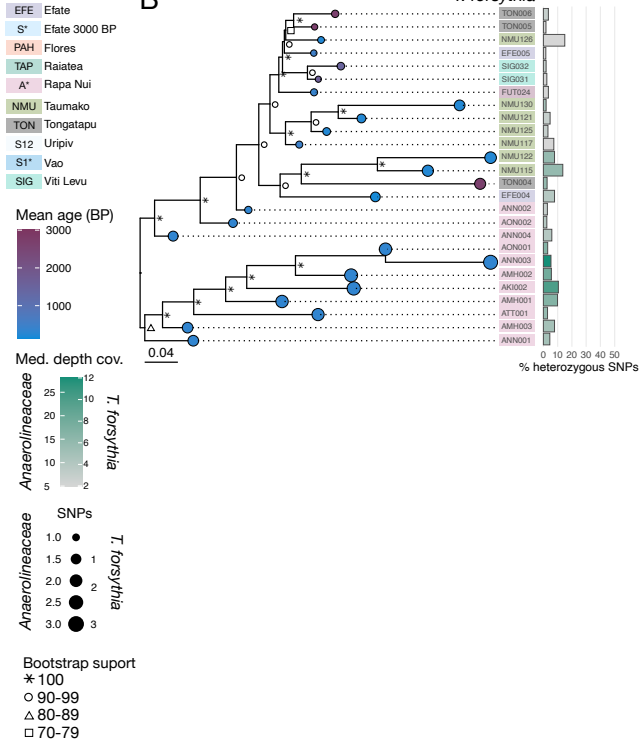 B
T. forsythia
EFE Efate
S* Efate 3000 BP
PAH Flores
TAP Raiatea
A* Rapa Nui
NMU Taumako
TON Tongatapu
S12 Uripiv
S1* Vao
SIG Viti Levu
Mean age (BP)
3000
2000
1000
Med. depth cov.
Anaerolineaceae
25
20
15
10
5
12
10
8
6
4
2
T. forsythia
SNPs
Anaerolineaceae
1.0
1.5 1
2.0 2
2.5
3.0 3
T. forsythia
Bootstrap suport
* 100
○ 90-99
△ 80-89
□ 70-79
TON006
TON005
NMU126
EFE005
SIG032
SIG031
FUT024
NMU130
NMU121
NMU125
NMU117
NMU122
NMU115
TON004
EFE004
ANN002
AON002
ANN004
AON001
ANN003
AMH002
AKI002
AMH001
ATT001
AMH003
ANN001
0.04
0 10 20 30 40 50
% heterozygous SNPs